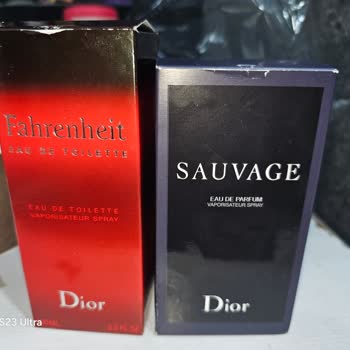 Fahrenheit
EAU DE TOILETTE
EAU DE TOILETTE
VAPORISATEUR SPRAY
Dior
SAUVAGE
EAU DE PARFUM
VAPORISATEUR SPRAY
Dior
S23 Ultra